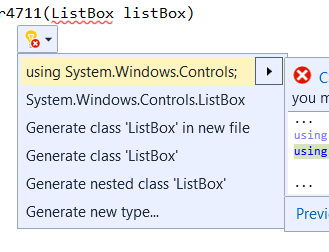 r4711(ListBox listBox)
using System.Windows.Controls;
System.Windows.Controls.ListBox
Generate class 'ListBox' in new file
Generate class 'ListBox'
Generate nested class 'ListBox'
Generate new type...
C
you m
...
using
using
...
Previ